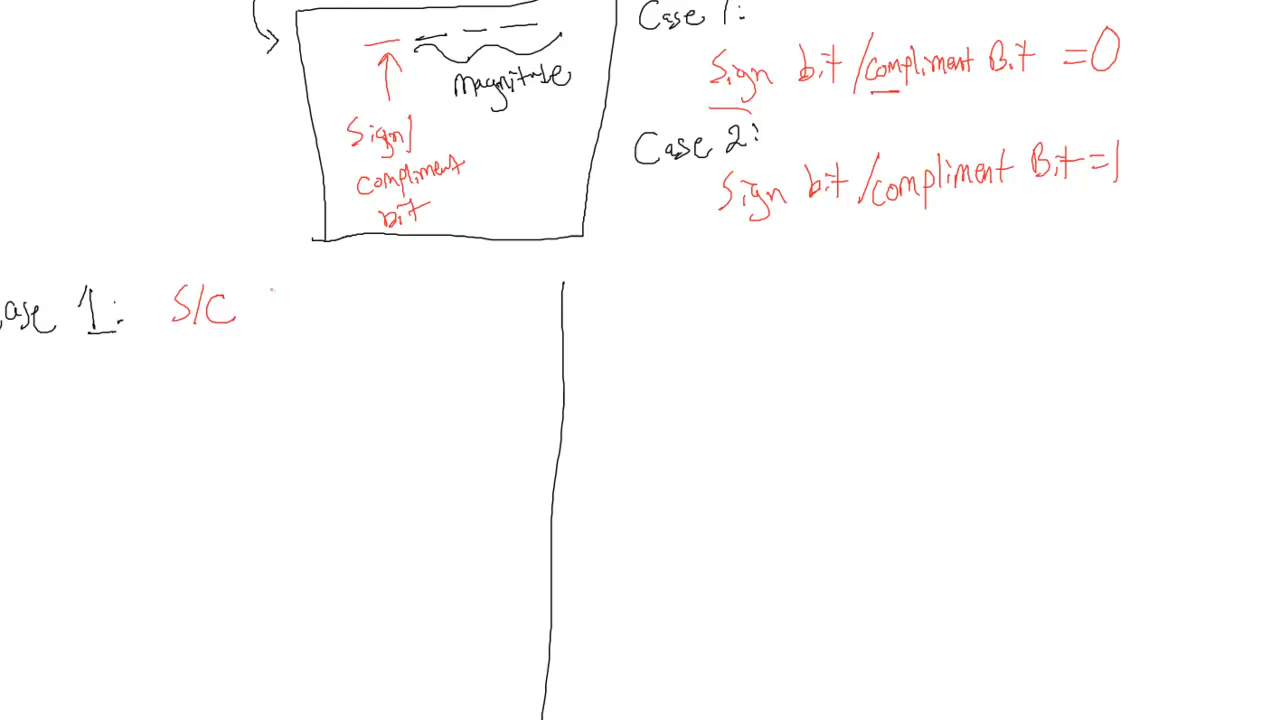 Case 1:
Sign bit /compliment Bit = 0
magnitude
Sign/
compliment
bit
Case 2:
Sign bit /compliment Bit = 1
ase 1: S/C